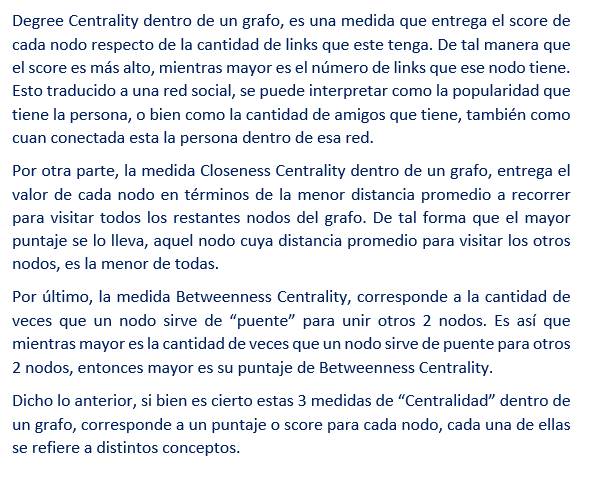 Degree Centrality dentro de un grafo, es una medida que entrega el score de
cada nodo respecto de la cantidad de links que este tenga. De tal manera que
el score es más alto, mientras mayor es el número de links que ese nodo tiene.
Esto traducido a una red social, se puede interpretar como la popularidad que
tiene la persona, o bien como la cantidad de amigos que tiene, también como
cuan conectada esta la persona dentro de esa red.
Por otra parte, la medida Closeness Centrality dentro de un grafo, entrega el
valor de cada nodo en términos de la menor distancia promedio a recorrer
para visitar todos los restantes nodos del grafo. De tal forma que el mayor
puntaje se lo lleva, aquel nodo cuya distancia promedio para visitar los otros
nodos, es la menor de todas.
Por último, la medida Betweenness Centrality, corresponde a la cantidad de
veces que un nodo sirve de “puente” para unir otros 2 nodos. Es así que
mientras mayor es la cantidad de veces que un nodo sirve de puente para otros
2 nodos, entonces mayor es su puntaje de Betweenness Centrality.
Dicho lo anterior, si bien es cierto estas 3 medidas de “Centralidad” dentro de
un grafo, corresponde a un puntaje o score para cada nodo, cada una de ellas
se refiere a distintos conceptos.